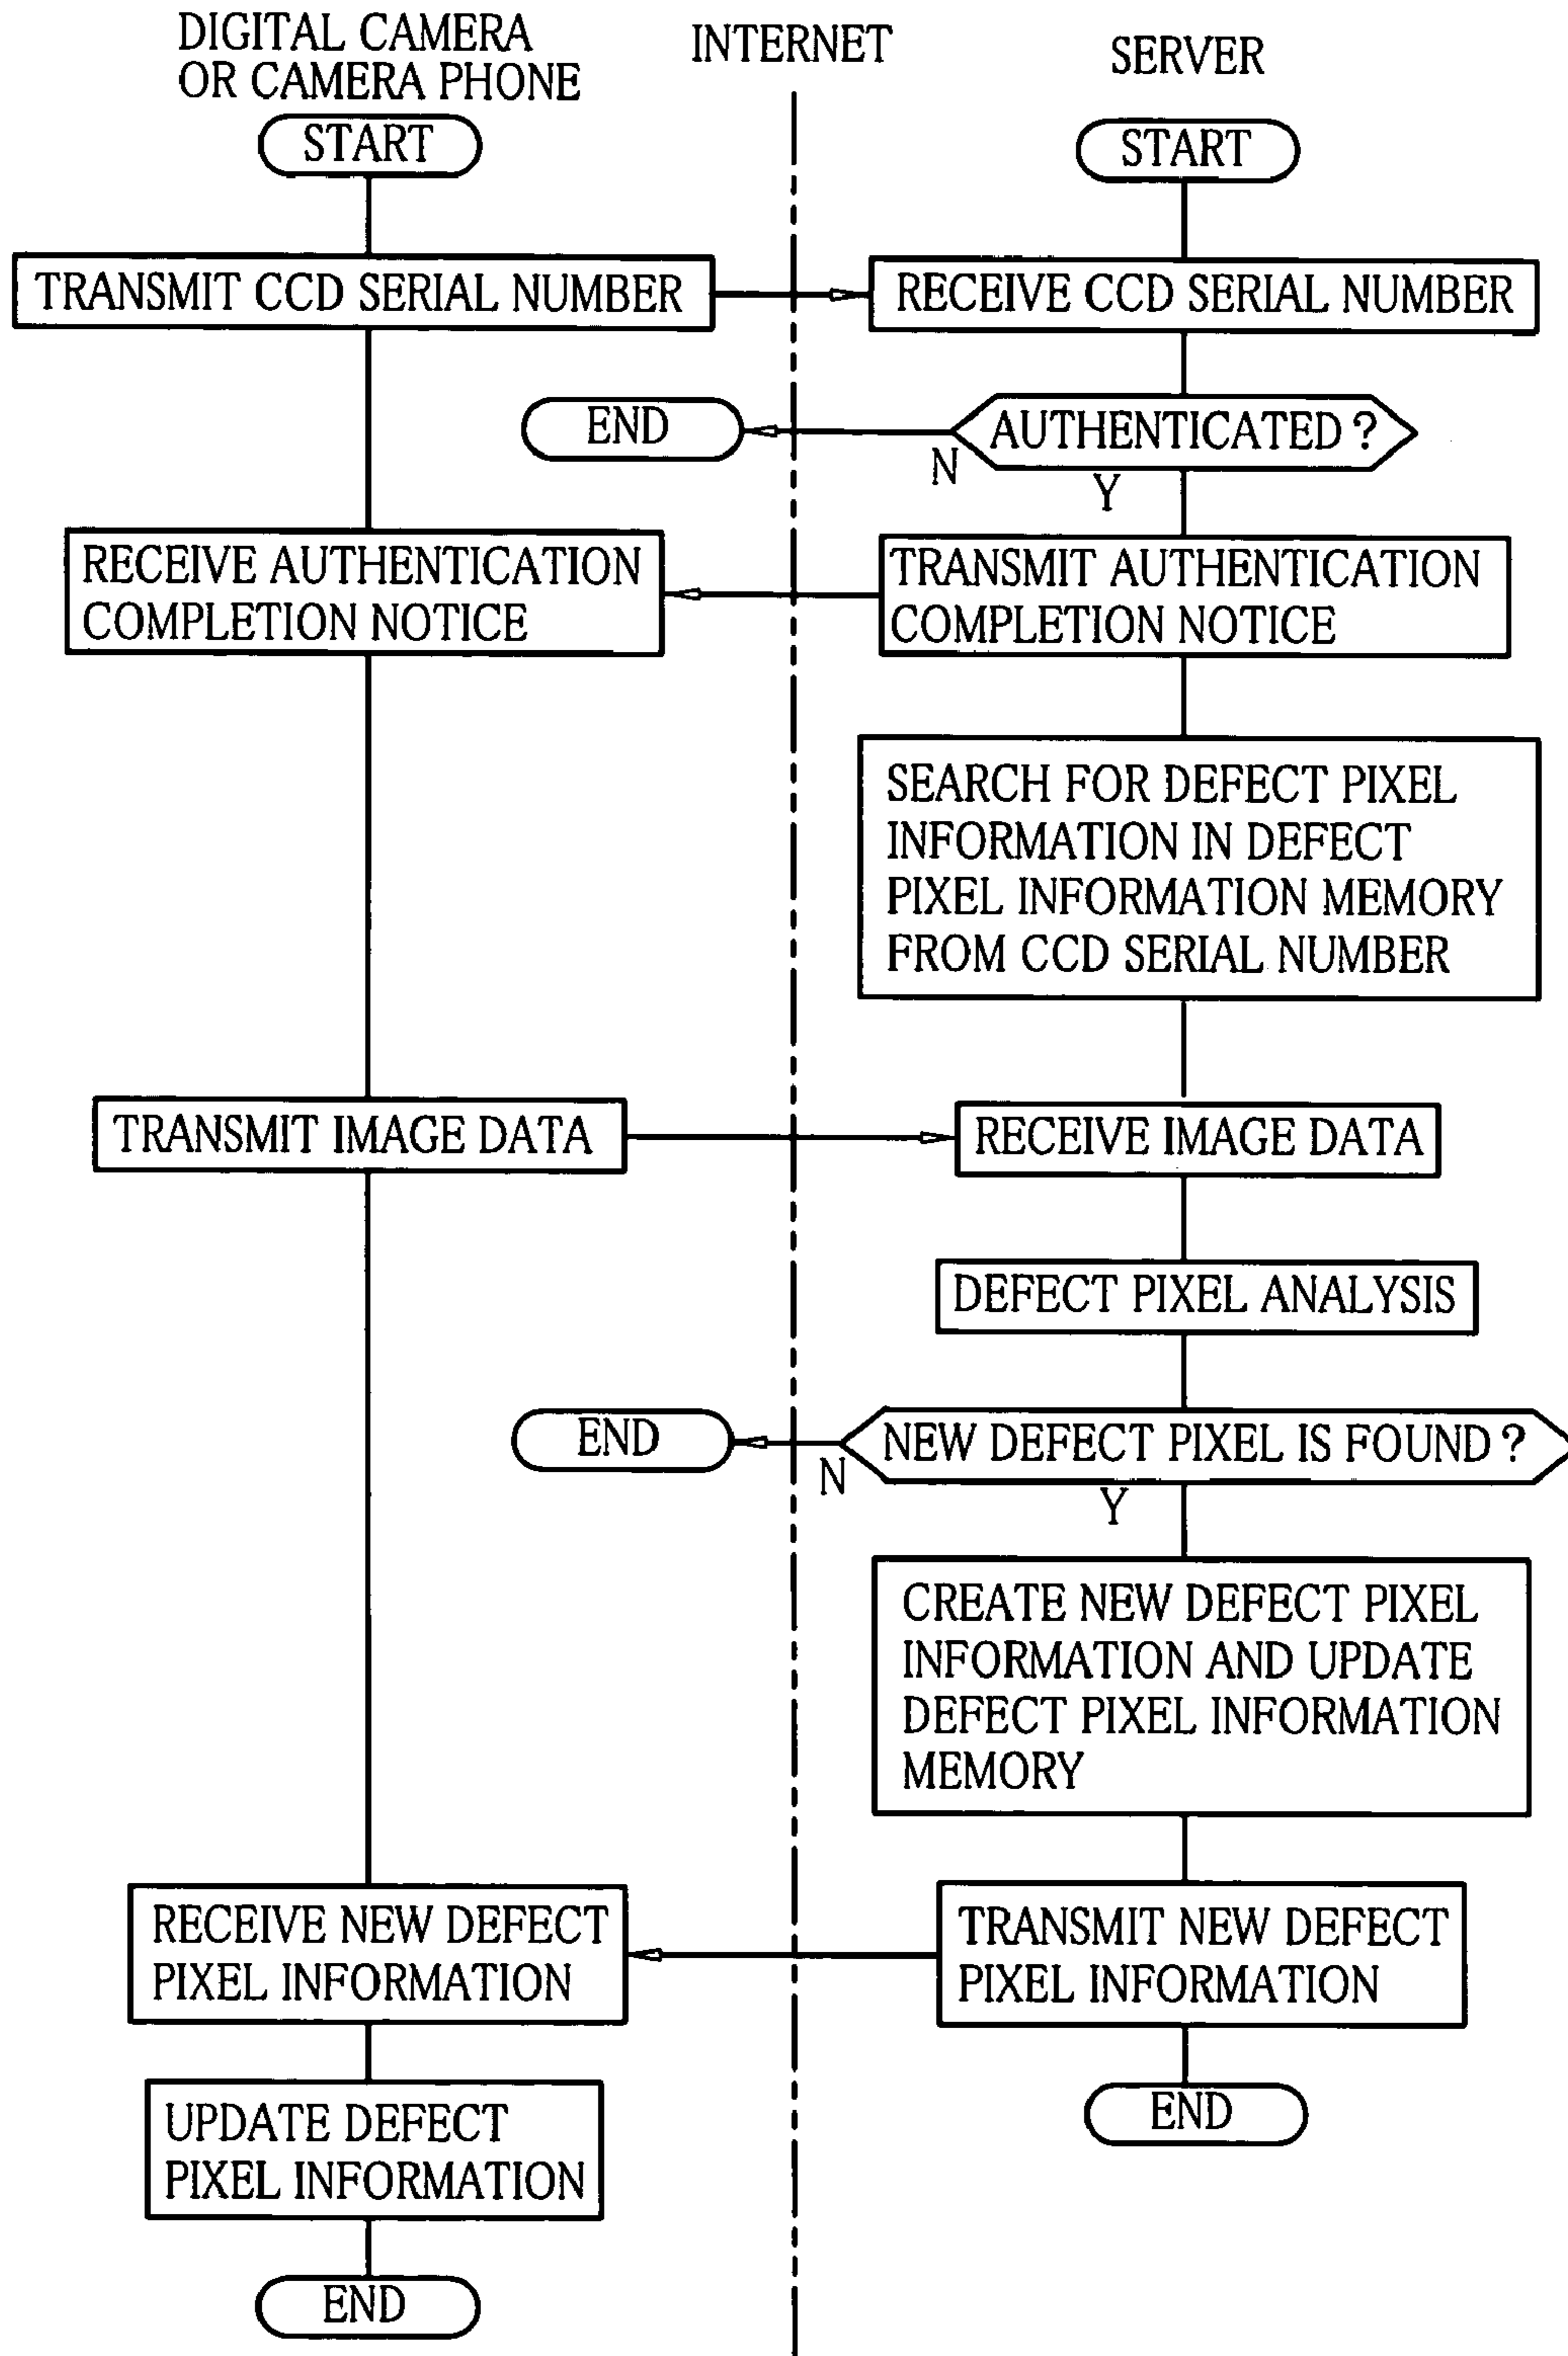 DIGITAL CAMERA
OR CAMERA PHONE
INTERNET
SERVER
START
START
TRANSMIT CCD SERIAL NUMBER
RECEIVE CCD SERIAL NUMBER
END
AUTHENTICATED ?
N
Y
RECEIVE AUTHENTICATION
COMPLETION NOTICE
TRANSMIT AUTHENTICATION
COMPLETION NOTICE
SEARCH FOR DEFECT PIXEL
INFORMATION IN DEFECT
PIXEL INFORMATION MEMORY
FROM CCD SERIAL NUMBER
TRANSMIT IMAGE DATA
RECEIVE IMAGE DATA
DEFECT PIXEL ANALYSIS
END
NEW DEFECT PIXEL IS FOUND ?
N
Y
CREATE NEW DEFECT PIXEL
INFORMATION AND UPDATE
DEFECT PIXEL INFORMATION
MEMORY
RECEIVE NEW DEFECT
PIXEL INFORMATION
TRANSMIT NEW DEFECT
PIXEL INFORMATION
UPDATE DEFECT
PIXEL INFORMATION
END
END